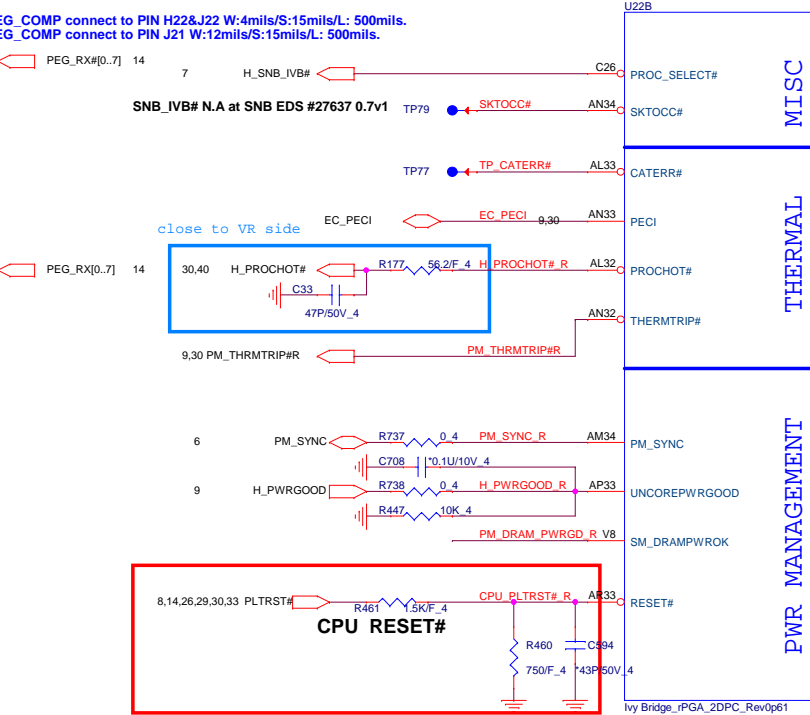 U22B
EG_COMP connect to PIN H22&J22 W:4mils/S:15mils/L: 500mils.
EG_COMP connect to PIN J21 W:12mils/S:15mils/L: 500mils.
PEG_RX#[0..7] 14
7 H_SNB_IVB# C26 PROC_SELECT#
MISC
SNB_IVB# N.A at SNB EDS #27637 0.7v1 TP79 SKTOCC# AN34 SKTOCC#
TP77 TP_CATERR# AL33 CATERR#
EC_PECI EC_PECI 9,30 AN33 PECI
THERMAL
close to VR side
PEG_RX[0..7] 14 30,40 H_PROCHOT# R177 56.2/F_4 H_PROCHOT#_R AL32 PROCHOT#
C33
47P/50V_4
AN32 THERMTRIP#
9,30 PM_THRMTRIP#R PM_THRMTRIP#R
6 PM_SYNC R737 0_4 PM_SYNC_R AM34 PM_SYNC
C708 *0.1U/10V_4
9 H_PWRGOOD R738 0_4 H_PWRGOOD_R AP33 UNCOREPWRGOOD
R447 10K_4
PM_DRAM_PWRGD_R V8 SM_DRAMPWROK
PWR MANAGEMENT
8,14,26,29,30,33 PLTRST# R461 1.5K/F_4 CPU_PLTRST#_R AR33 RESET#
CPU RESET#
R460 C594
750/F_4 *43P/50V_4
Ivy Bridge_rPGA_2DPC_Rev0p61